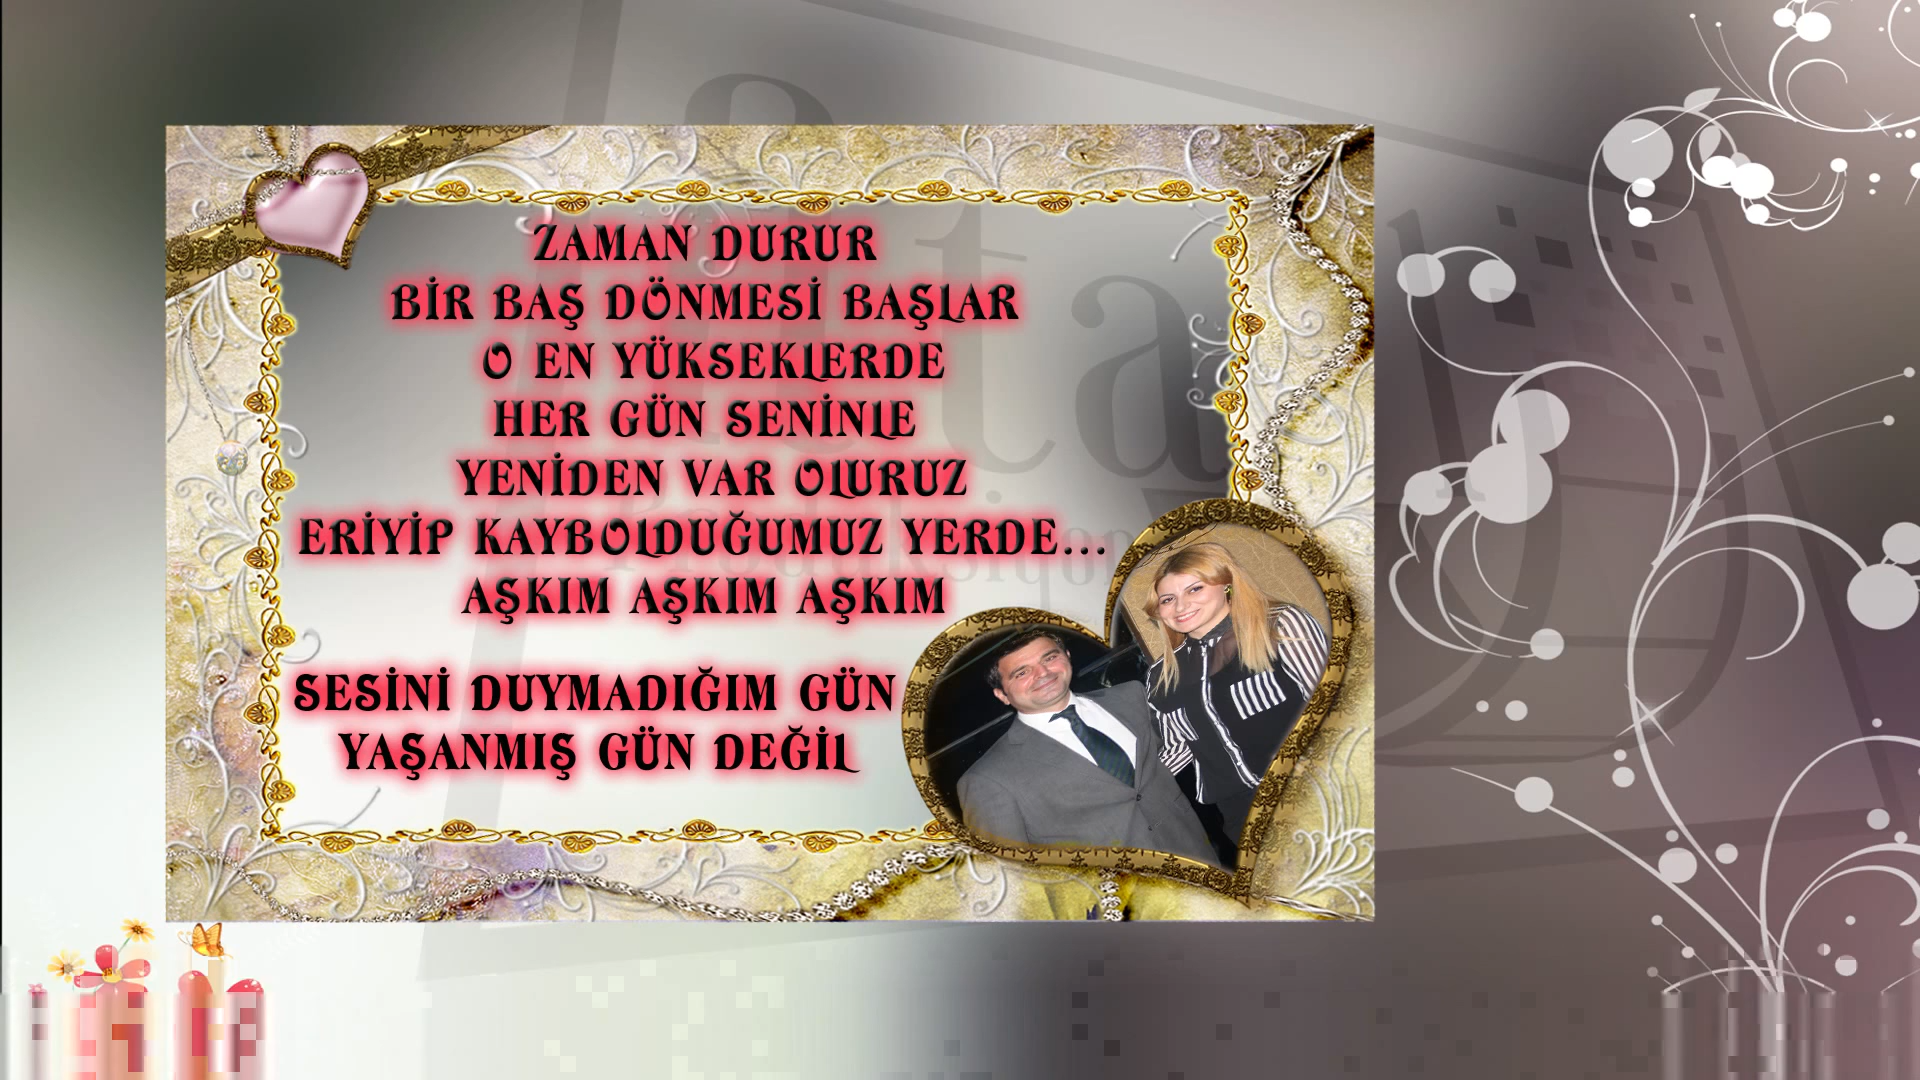 ZAMAN DURUR
BİR BAŞ DÖNMESİ BAŞLAR
O EN YÜKSEKLERDE
HER GÜN SENİNLE
YENİDEN VAR OLURUZ
ERİYİP KAYBOLDUĞUMUZ YERDE...
AŞKIM AŞKIM AŞKIM
SESİNİ DUYMADIĞIM GÜN
YAŞANMIŞ GÜN DEĞİL